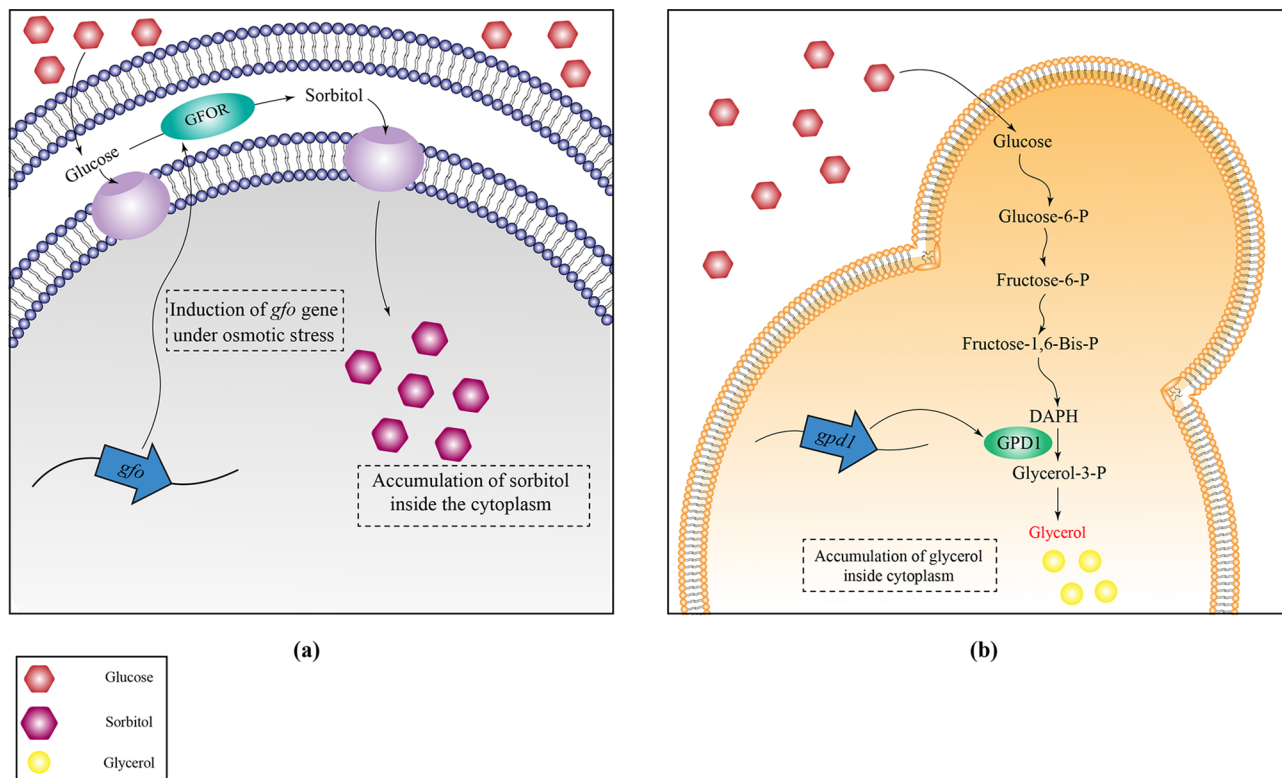 Glucose
GFOR
Sorbitol
Induction of gfo gene
under osmotic stress
gfo
Accumulation of sorbitol
inside the cytoplasm
(a)
Glucose
Glucose-6-P
Fructose-6-P
Fructose-1,6-Bis-P
DAPH
gpd1
GPD1
Glycerol-3-P
Glycerol
Accumulation of glycerol
inside cytoplasm
(b)
Glucose
Sorbitol
Glycerol